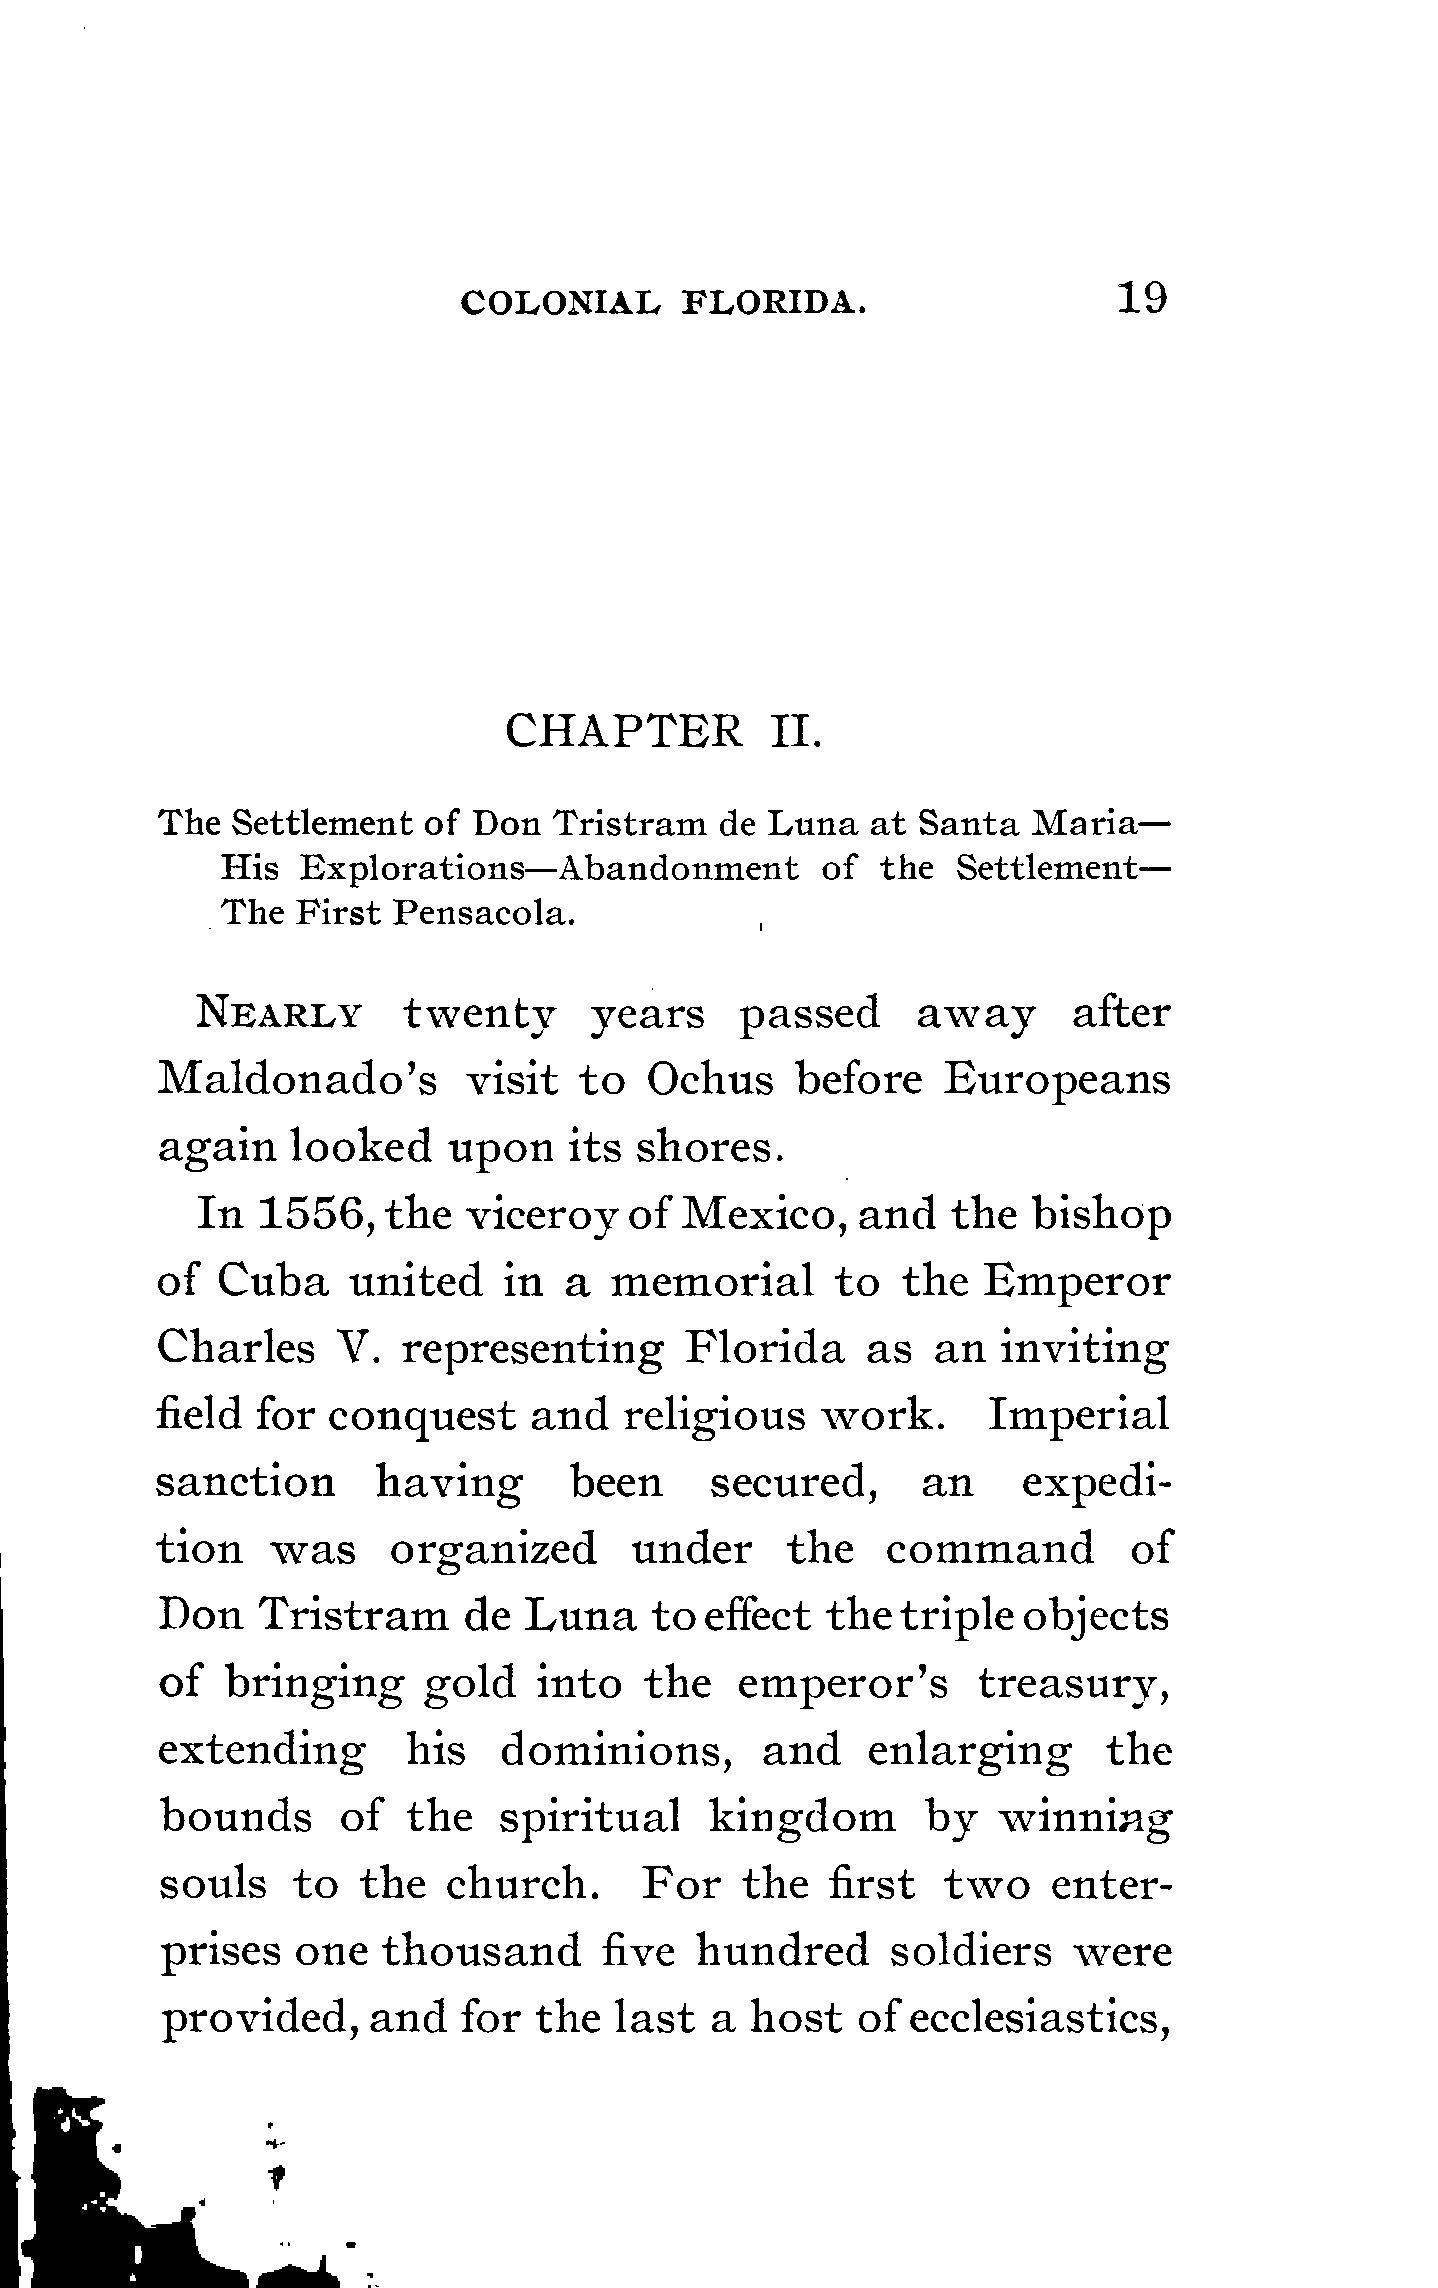 COLONIAL FLORIDA. 19
CHAPTER II.
The Settlement of Don Tristram de Luna at Santa Maria—
His Explorations—Abandonment of the Settlement—
The First Pensacola.
NEARLY twenty years passed away after
Maldonado's visit to Ochus before Europeans
again looked upon its shores.
In 1556, the viceroy of Mexico, and the bishop
of Cuba united in a memorial to the Emperor
Charles V. representing Florida as an inviting
field for conquest and religious work. Imperial
sanction having been secured, an expedi-
tion was organized under the command of
Don Tristram de Luna to effect the triple objects
of bringing gold into the emperor's treasury,
extending his dominions, and enlarging the
bounds of the spiritual kingdom by winning
souls to the church. For the first two enter-
prises one thousand five hundred soldiers were
provided, and for the last a host of ecclesiastics,